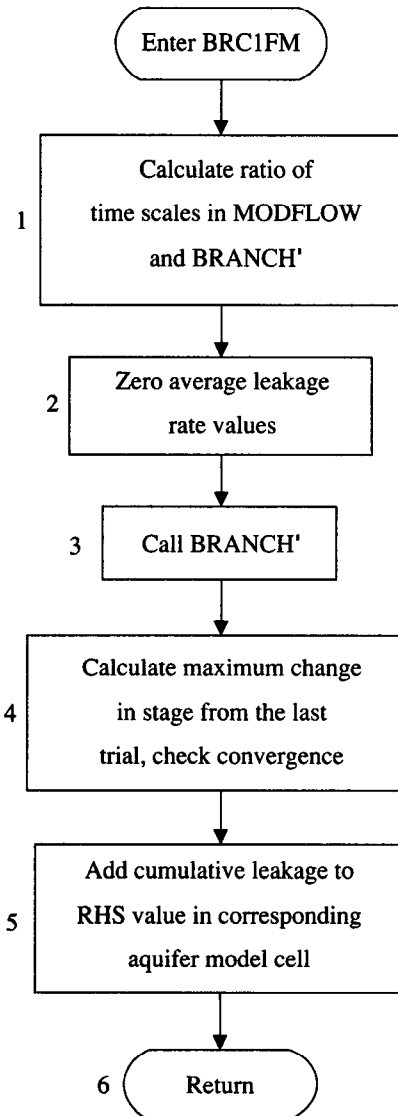 Enter BRC1FM
1
Calculate ratio of
time scales in MODFLOW
and BRANCH'
2
Zero average leakage
rate values
3
Call BRANCH'
4
Calculate maximum change
in stage from the last
trial, check convergence
5
Add cumulative leakage to
RHS value in corresponding
aquifer model cell
6
Return